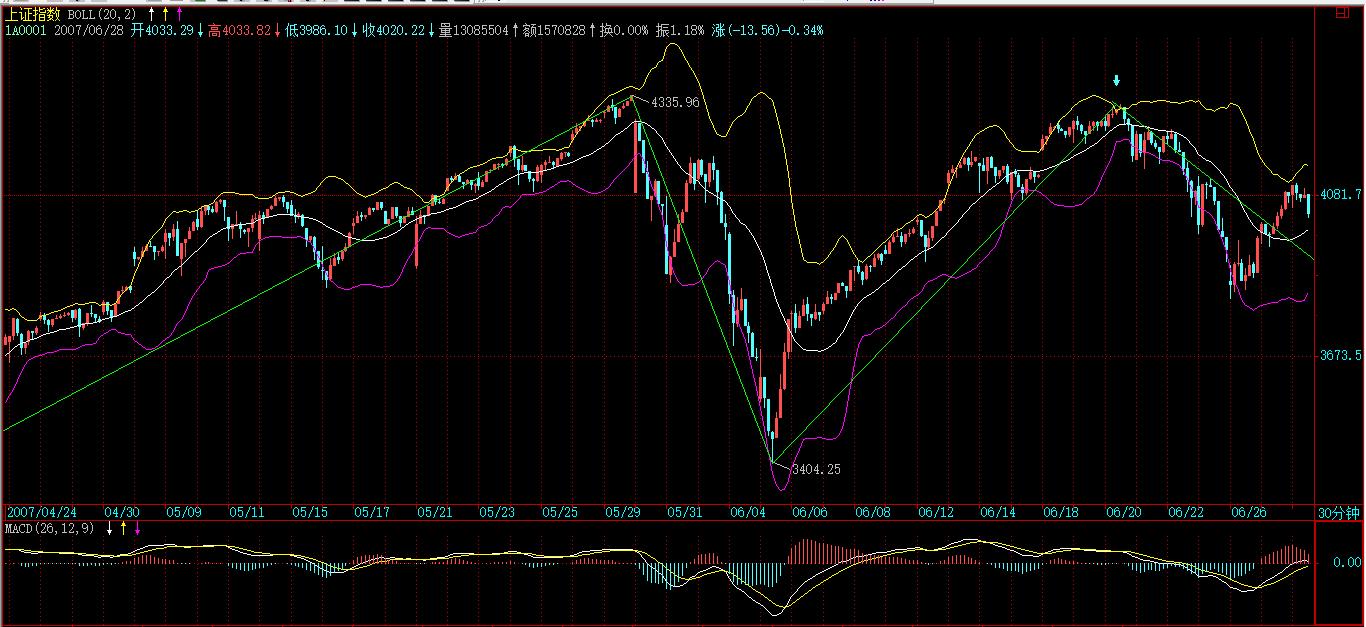 上证指数 BOLL(20,2) ↑ ↑ ↑
1A0001 2007/06/28 开4033.29↓高4033.82↓低3986.10↓收4020.22↓量13085504↑额1570828↑换0.00% 振1.18% 涨(-13.56)-0.34%
4335.96
4081.7
3673.5
3404.25
2007/04/24 04/30 05/09 05/11 05/15 05/17 05/21 05/23 05/25 05/29 05/31 06/04 06/06 06/08 06/12 06/14 06/18 06/20 06/22 06/26 30分钟
MACD(26,12,9) ↓ ↑ ↓
0.00